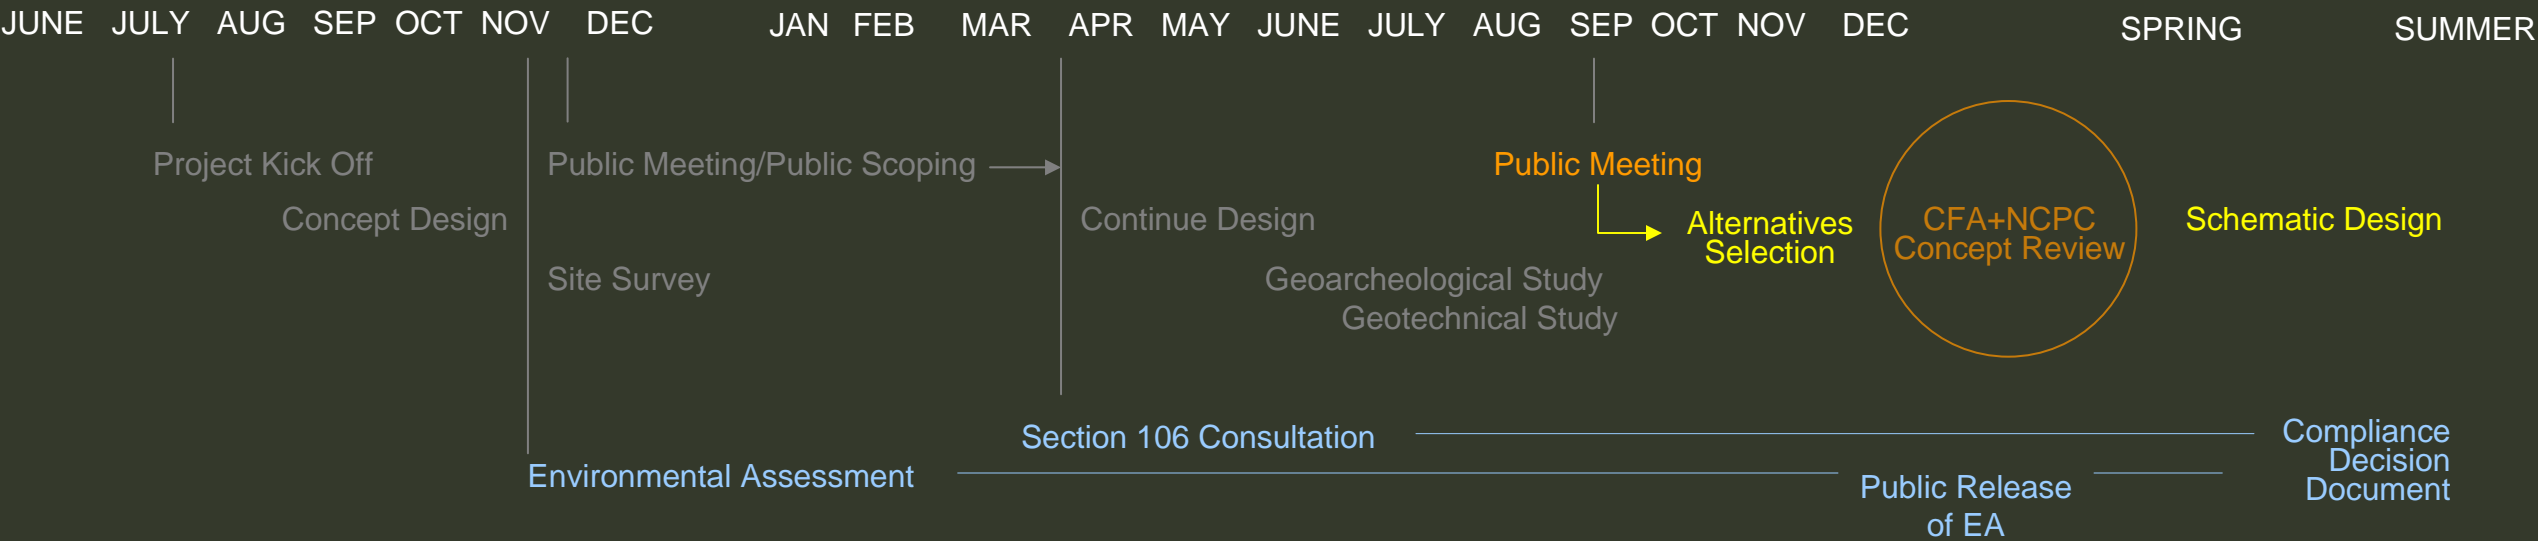 JUNE JULY AUG SEP OCT NOV DEC JAN FEB MAR APR MAY JUNE JULY AUG SEP OCT NOV DEC SPRING SUMMER
Project Kick Off Public Meeting/Public Scoping Public Meeting
Concept Design Continue Design
Alternatives
Selection
CFA+NCPC
Concept Review
Schematic Design
Site Survey Geoarcheological Study
Geotechnical Study
Section 106 Consultation
Compliance
Decision
Document
Environmental Assessment
Public Release
of EA